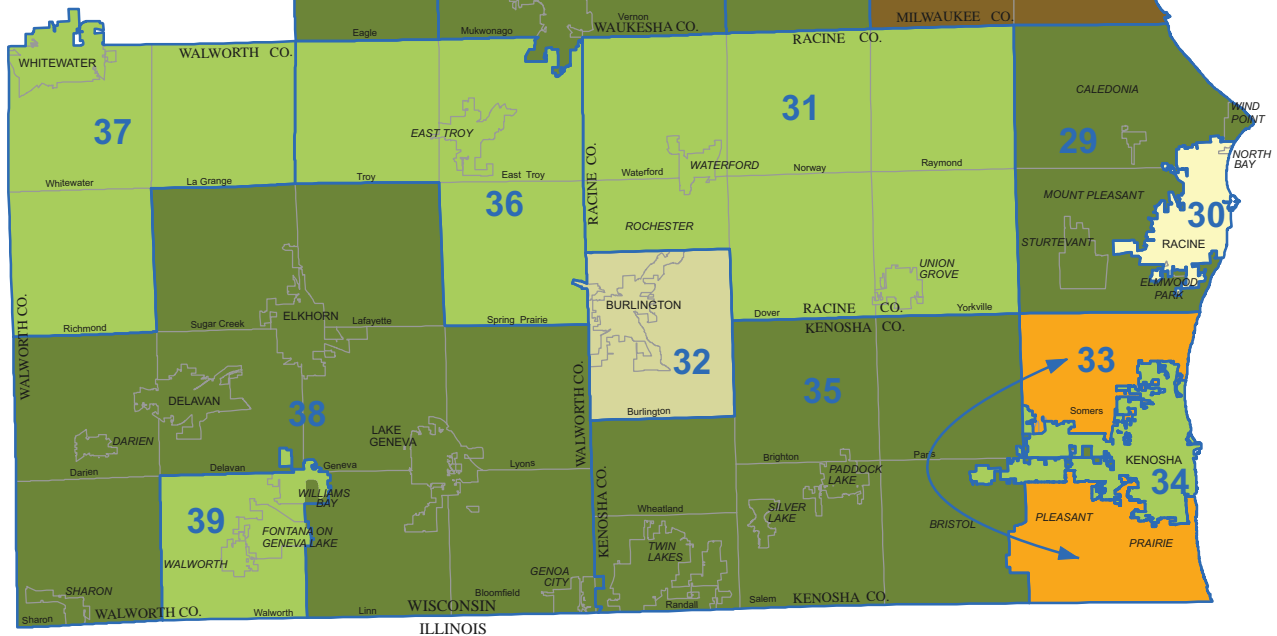 Vernon
MILWAUKEE CO.
Eagle
Mukwonago
WAUKESHA CO.
WALWORTH CO.
RACINE CO.
WHITEWATER
CALEDONIA
31
WIND
POINT
37
EAST TROY
29
NORTH
BAY
WATERFORD
Whitewater
La Grange
Troy
East Troy
Waterford
Norway
Raymond
RACINE CO.
36
MOUNT PLEASANT
30
ROCHESTER
STURTEVANT
RACINE
UNION
GROVE
ELMWOOD
PARK
BURLINGTON
Dover
RACINE CO.
Yorkville
WALWORTH CO.
Richmond
Sugar Creek
ELKHORN
Lafayette
Spring Prairie
KENOSHA CO.
32
33
35
DELAVAN
38
WALWORTH CO.
Burlington
Somers
LAKE
GENEVA
DARIEN
Darien
Delavan
Geneva
Lyons
Brighton
Paris
KENOSHA
PADDOCK
LAKE
34
WILLIAMS
BAY
KENOSHA CO.
Wheatland
SILVER
LAKE
39
FONTANA ON
GENEVA LAKE
BRISTOL
PLEASANT
PRAIRIE
TWIN
LAKES
WALWORTH
GENOA
CITY
SHARON
Sharon
WALWORTH CO.
Walworth
Linn
Bloomfield
WISCONSIN
Randall
Salem
KENOSHA CO.
ILLINOIS